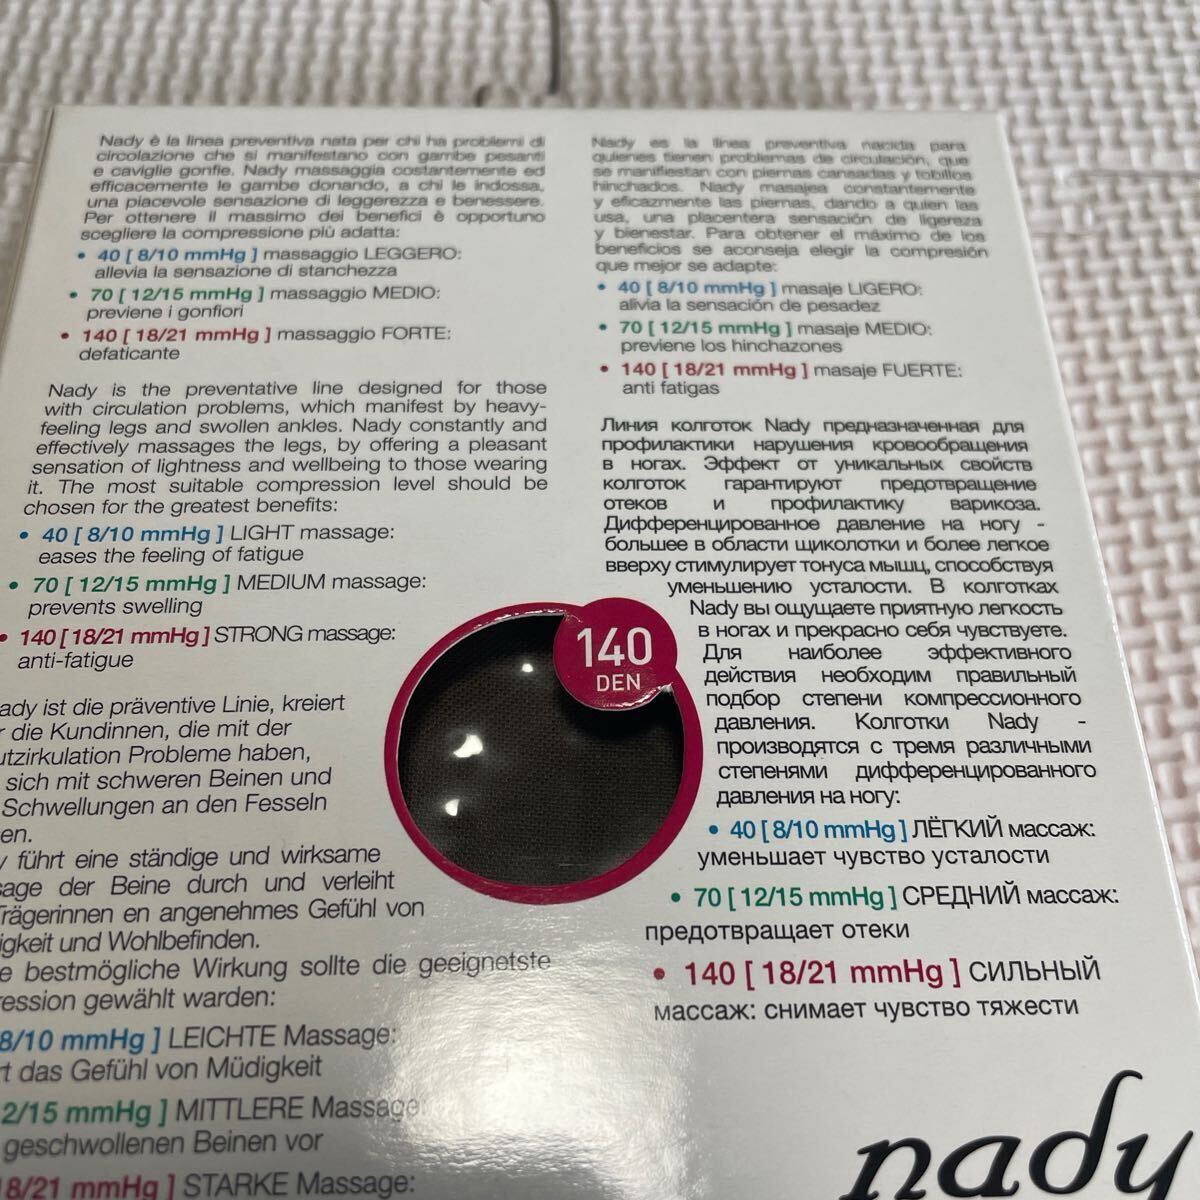 Nady è la linea preventiva nata per chi ha problemi di
circolazione che si manifestano con gambe pesanti
e caviglie gonfie. Nady massaggia costantemente ed
efficacemente le gambe donando, a chi le indossa,
una piacevole sensazione di leggerezza e benessere.
Per ottenere il massimo dei benefici è opportuno
scegliere la compressione più adatta:
• 40 [ 8/10 mmHg ] massaggio LEGGERO:
allevia la sensazione di stanchezza
• 70 [ 12/15 mmHg ] massaggio MEDIO:
previene i gonfiori
• 140 [ 18/21 mmHg ] massaggio FORTE:
defaticante
Nady is the preventative line designed for those
with circulation problems, which manifest by heavy-
feeling legs and swollen ankles. Nady constantly and
effectively massages the legs, by offering a pleasant
sensation of lightness and wellbeing to those wearing
it. The most suitable compression level should be
chosen for the greatest benefits:
• 40 [ 8/10 mmHg ] LIGHT massage:
eases the feeling of fatigue
• 70 [ 12/15 mmHg ] MEDIUM massage:
prevents swelling
• 140 [ 18/21 mmHg ] STRONG massage:
anti-fatigue
ady ist die präventive Linie, kreiert
r die Kundinnen, die mit der
utzirkulation Probleme haben,
sich mit schweren Beinen und
Schwellungen an den Fesseln
en.
führt eine ständige und wirksame
sage der Beine durch und verleiht
Trägerinnen en angenehmes Gefühl von
igkeit und Wohlbefinden.
e bestmögliche Wirkung sollte die geeignetste
ression gewählt warden:
8/10 mmHg ] LEICHTE Massage:
rt das Gefühl von Müdigkeit
2/15 mmHg ] MITTLERE Massage
geschwollenen Beinen vor
18/21 mmHg ] STARKE Massage:
Nady es la línea preventiva nacida para
quienes tienen problemas de circulación, que
se manifiestan con piernas cansadas y tobillos
hinchados. Nady masajea constantemente
y eficazmente las piernas, dando a quien las
usa, una placentera sensación de ligereza
y bienestar. Para obtener el máximo de los
beneficios se aconseja elegir la compresión
que mejor se adapte:
• 40 [ 8/10 mmHg ] masaje LIGERO:
alivia la sensación de pesadez
• 70 [ 12/15 mmHg ] masaje MEDIO:
previene los hinchazones
• 140 [ 18/21 mmHg ] masaje FUERTE:
anti fatigas
Линия колготок Nady предназначенная для
профилактики нарушения кровообращения
в ногах. Эффект от уникальных свойств
колготок гарантируют предотвращение
отеков и профилактику варикоза.
Дифференцированное давление на ногу -
большее в области щиколотки и более легкое
вверху стимулирует тонуса мышц, способствуя
уменьшению усталости. В колготках
Nady вы ощущаете приятную легкость
в ногах и прекрасно себя чувствуете.
Для наиболее эффективного
действия необходим правильный
подбор степени компрессионного
давления. Колготки Nady -
производятся с тремя различными
степенями дифференцированного
давления на ногу:
• 40 [ 8/10 mmHg ] ЛЁГКИЙ массаж:
уменьшает чувство усталости
• 70 [ 12/15 mmHg ] СРЕДНИЙ массаж:
предотвращает отеки
• 140 [ 18/21 mmHg ] СИЛЬНЫЙ
массаж: снимает чувство тяжести
140
DEN
nady